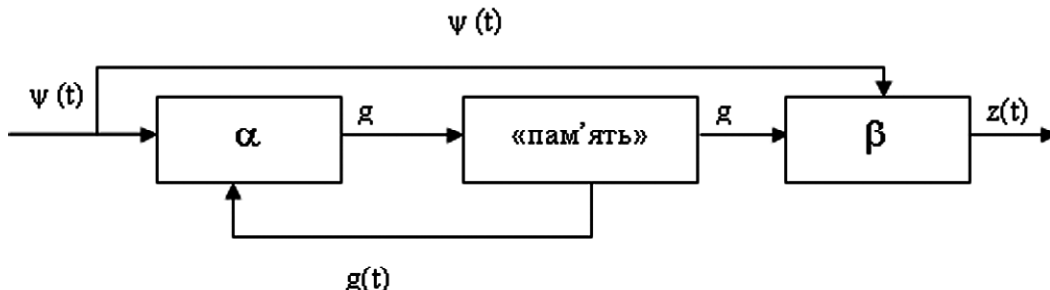 ψ (t)
ψ (t)
α
g
«пам’ять»
g
β
z(t)
g(t)